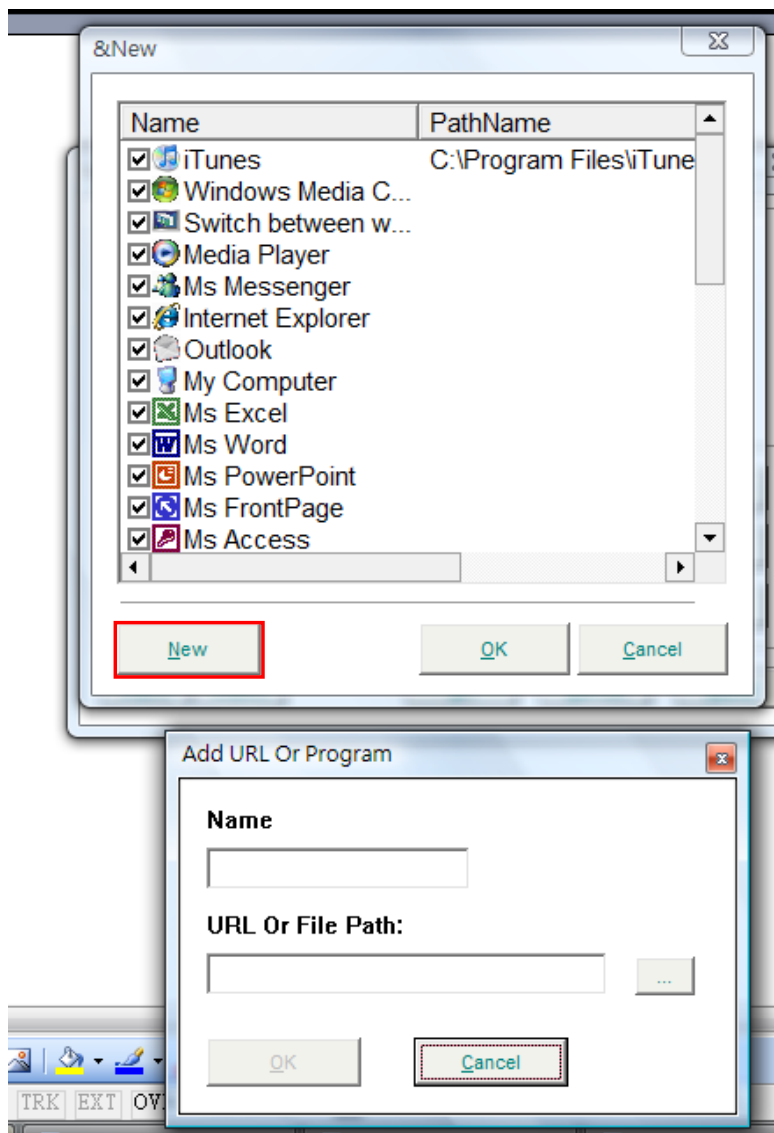 &New
Name PathName
iTunes C:\Program Files\iTune
Windows Media C...
Switch between w...
Media Player
Ms Messenger
Internet Explorer
Outlook
My Computer
Ms Excel
Ms Word
Ms PowerPoint
Ms FrontPage
Ms Access
New OK Cancel
Add URL Or Program
Name
URL Or File Path:
...
OK Cancel
TRK EXT